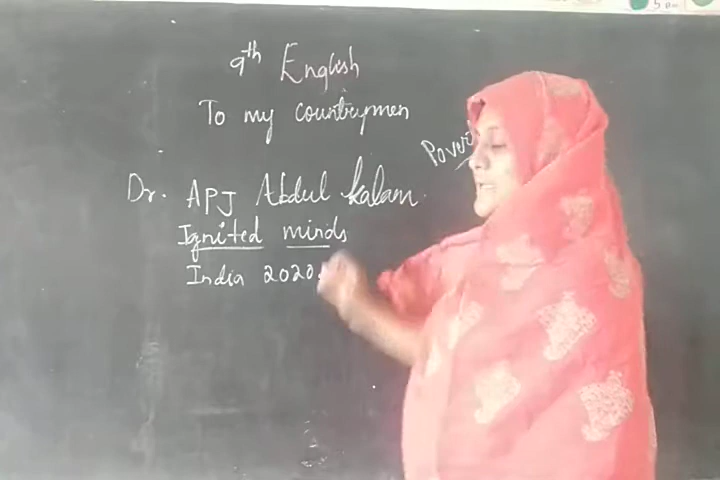 9th English
To my countrymen
Dr. APJ Abdul Kalam.
Ignited minds
India 2020